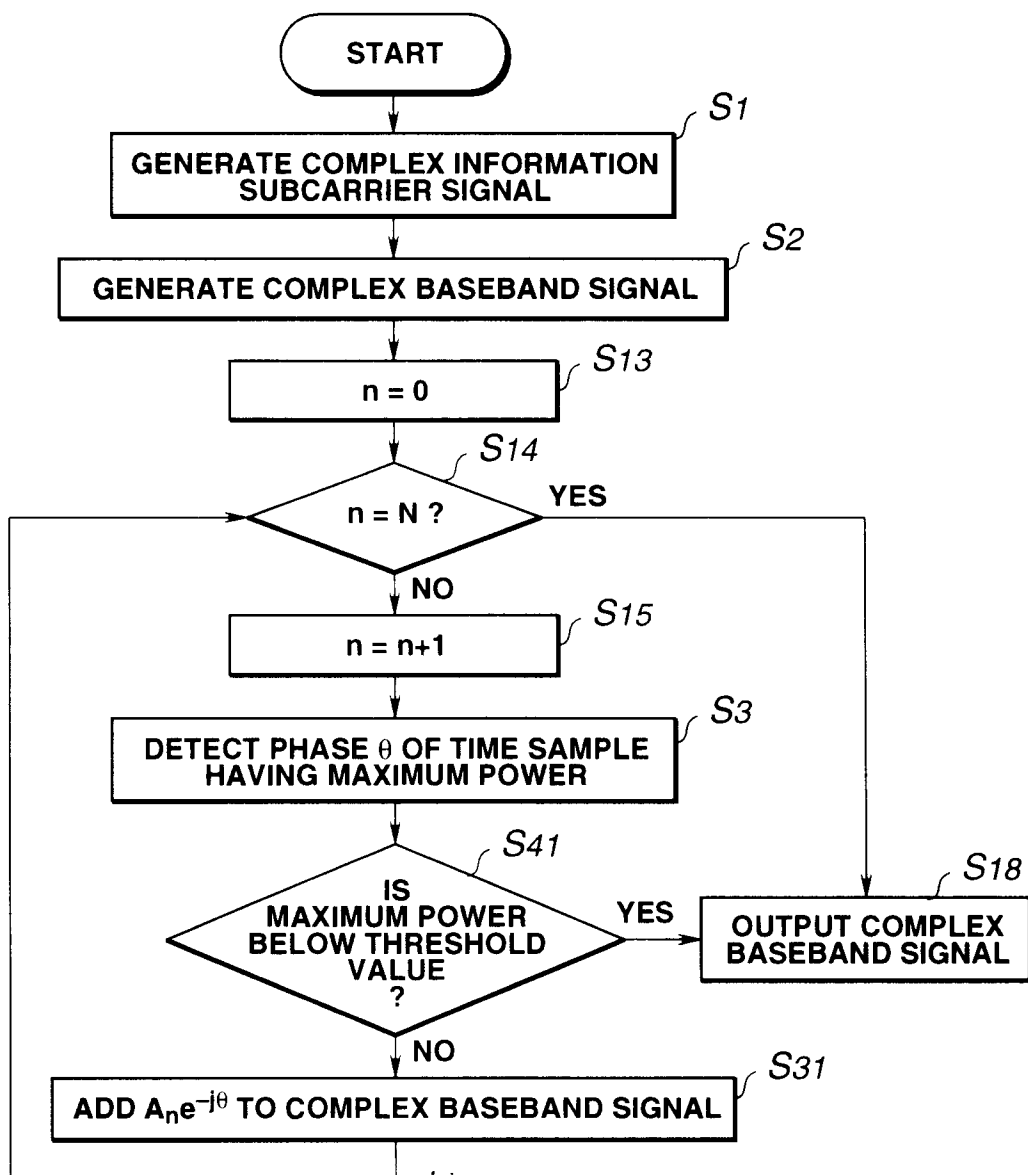 START
S1
GENERATE COMPLEX INFORMATION
SUBCARRIER SIGNAL
S2
GENERATE COMPLEX BASEBAND SIGNAL
S13
n = 0
S14
n = N ?
YES
NO
S15
n = n+1
S3
DETECT PHASE θ OF TIME SAMPLE
HAVING MAXIMUM POWER
S41
IS
MAXIMUM POWER
BELOW THRESHOLD
VALUE
?
YES
S18
OUTPUT COMPLEX
BASEBAND SIGNAL
NO
S31
ADD Aₙe⁻ʲᶿ TO COMPLEX BASEBAND SIGNAL